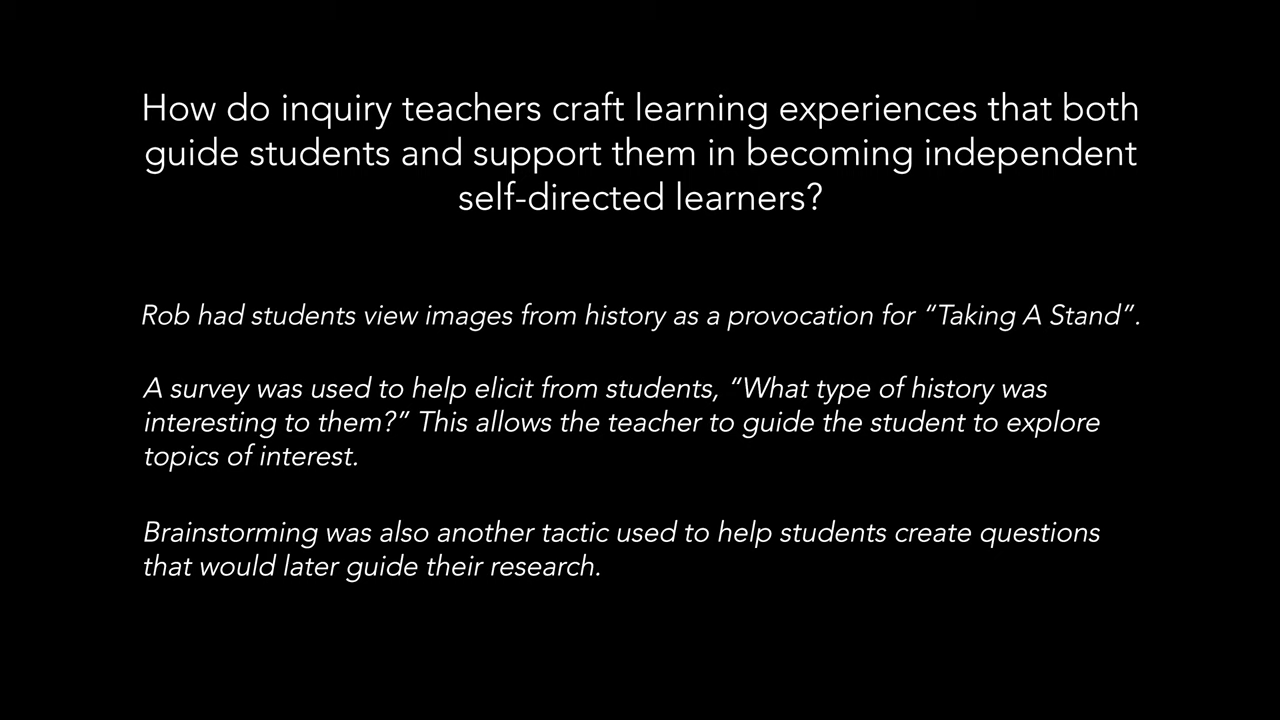 How do inquiry teachers craft learning experiences that both
guide students and support them in becoming independent
self-directed learners?
Rob had students view images from history as a provocation for “Taking A Stand”.
A survey was used to help elicit from students, “What type of history was
interesting to them?” This allows the teacher to guide the student to explore
topics of interest.
Brainstorming was also another tactic used to help students create questions
that would later guide their research.